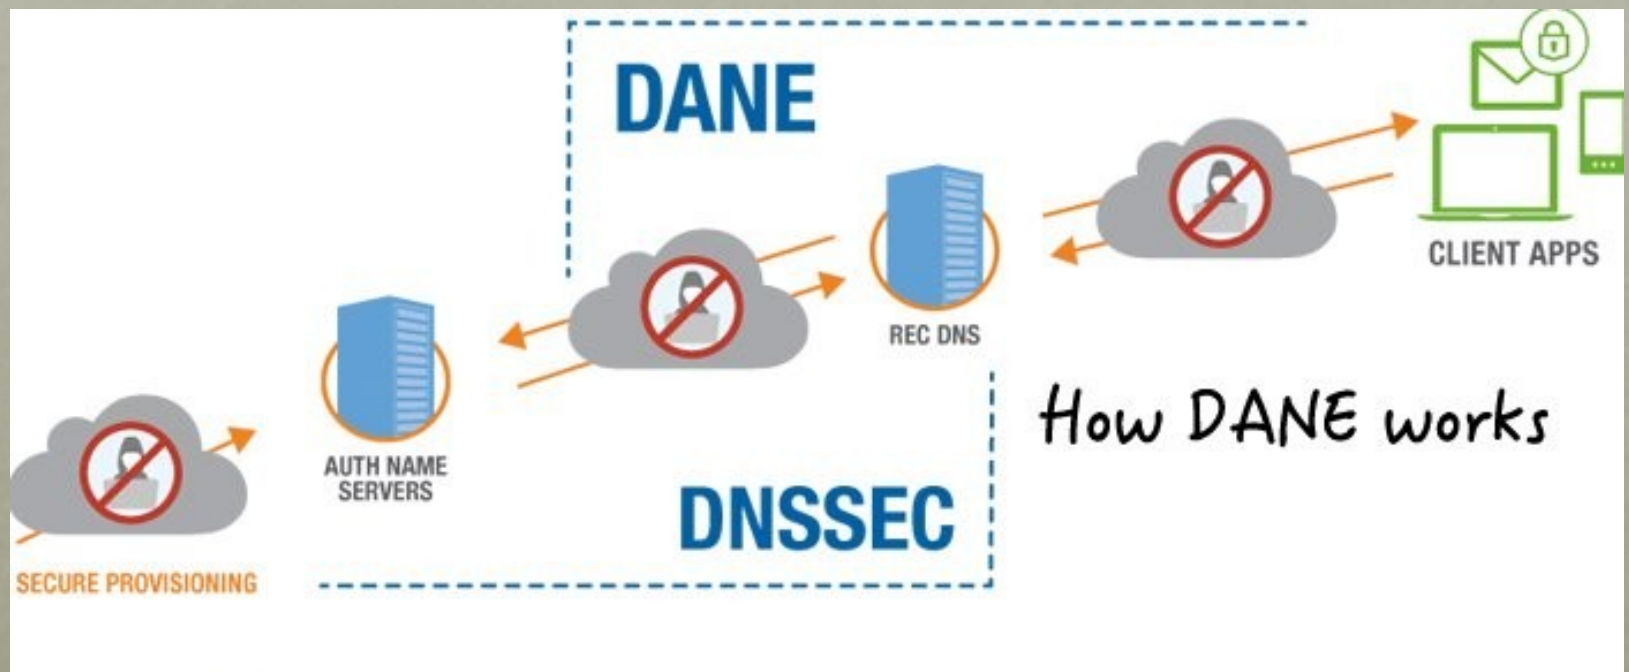 DANE
CLIENT APPS
REC DNS
How DANE works
AUTH NAME
SERVERS
DNSSEC
SECURE PROVISIONING